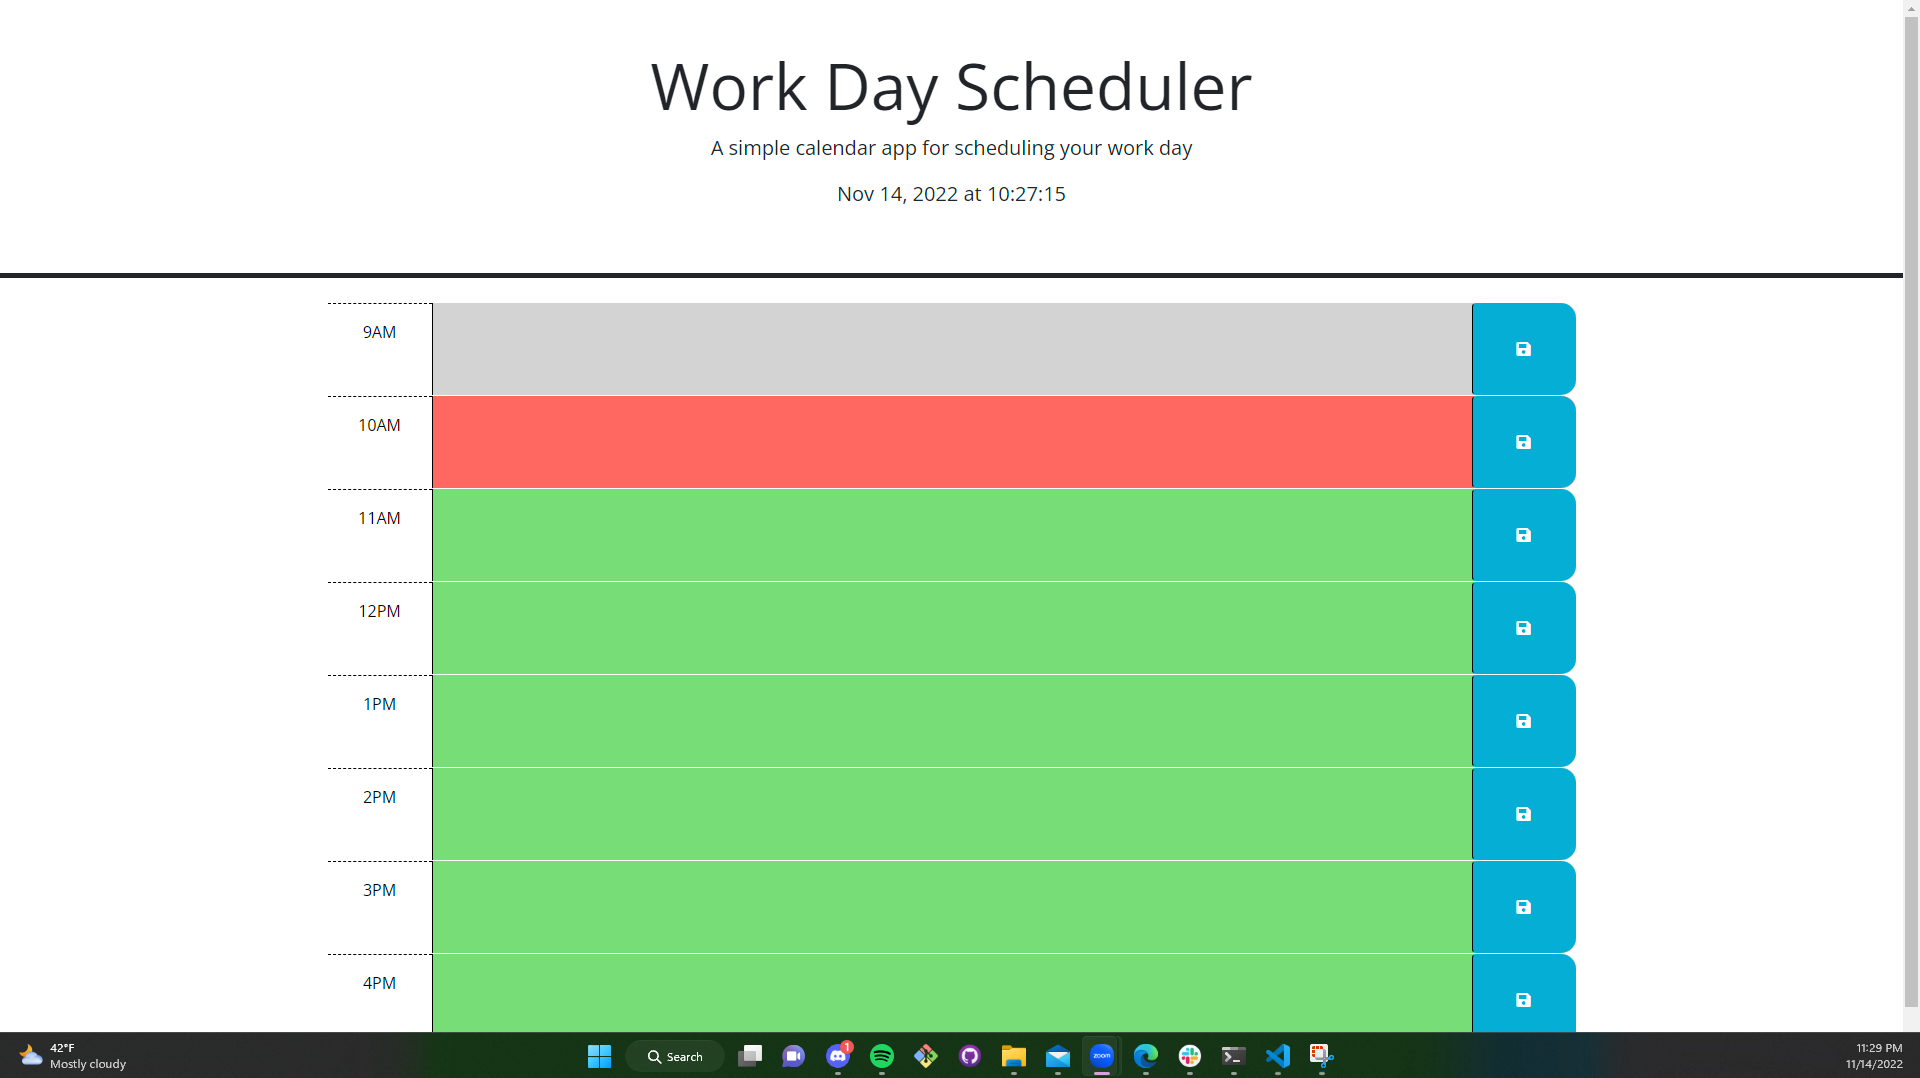 Work Day Scheduler
A simple calendar app for scheduling your work day
Nov 14, 2022 at 10:27:15
9AM
10AM
11AM
12PM
1PM
2PM
3PM
4PM
42°F
Mostly cloudy
Search
1
zoom
11:29 PM
11/14/2022